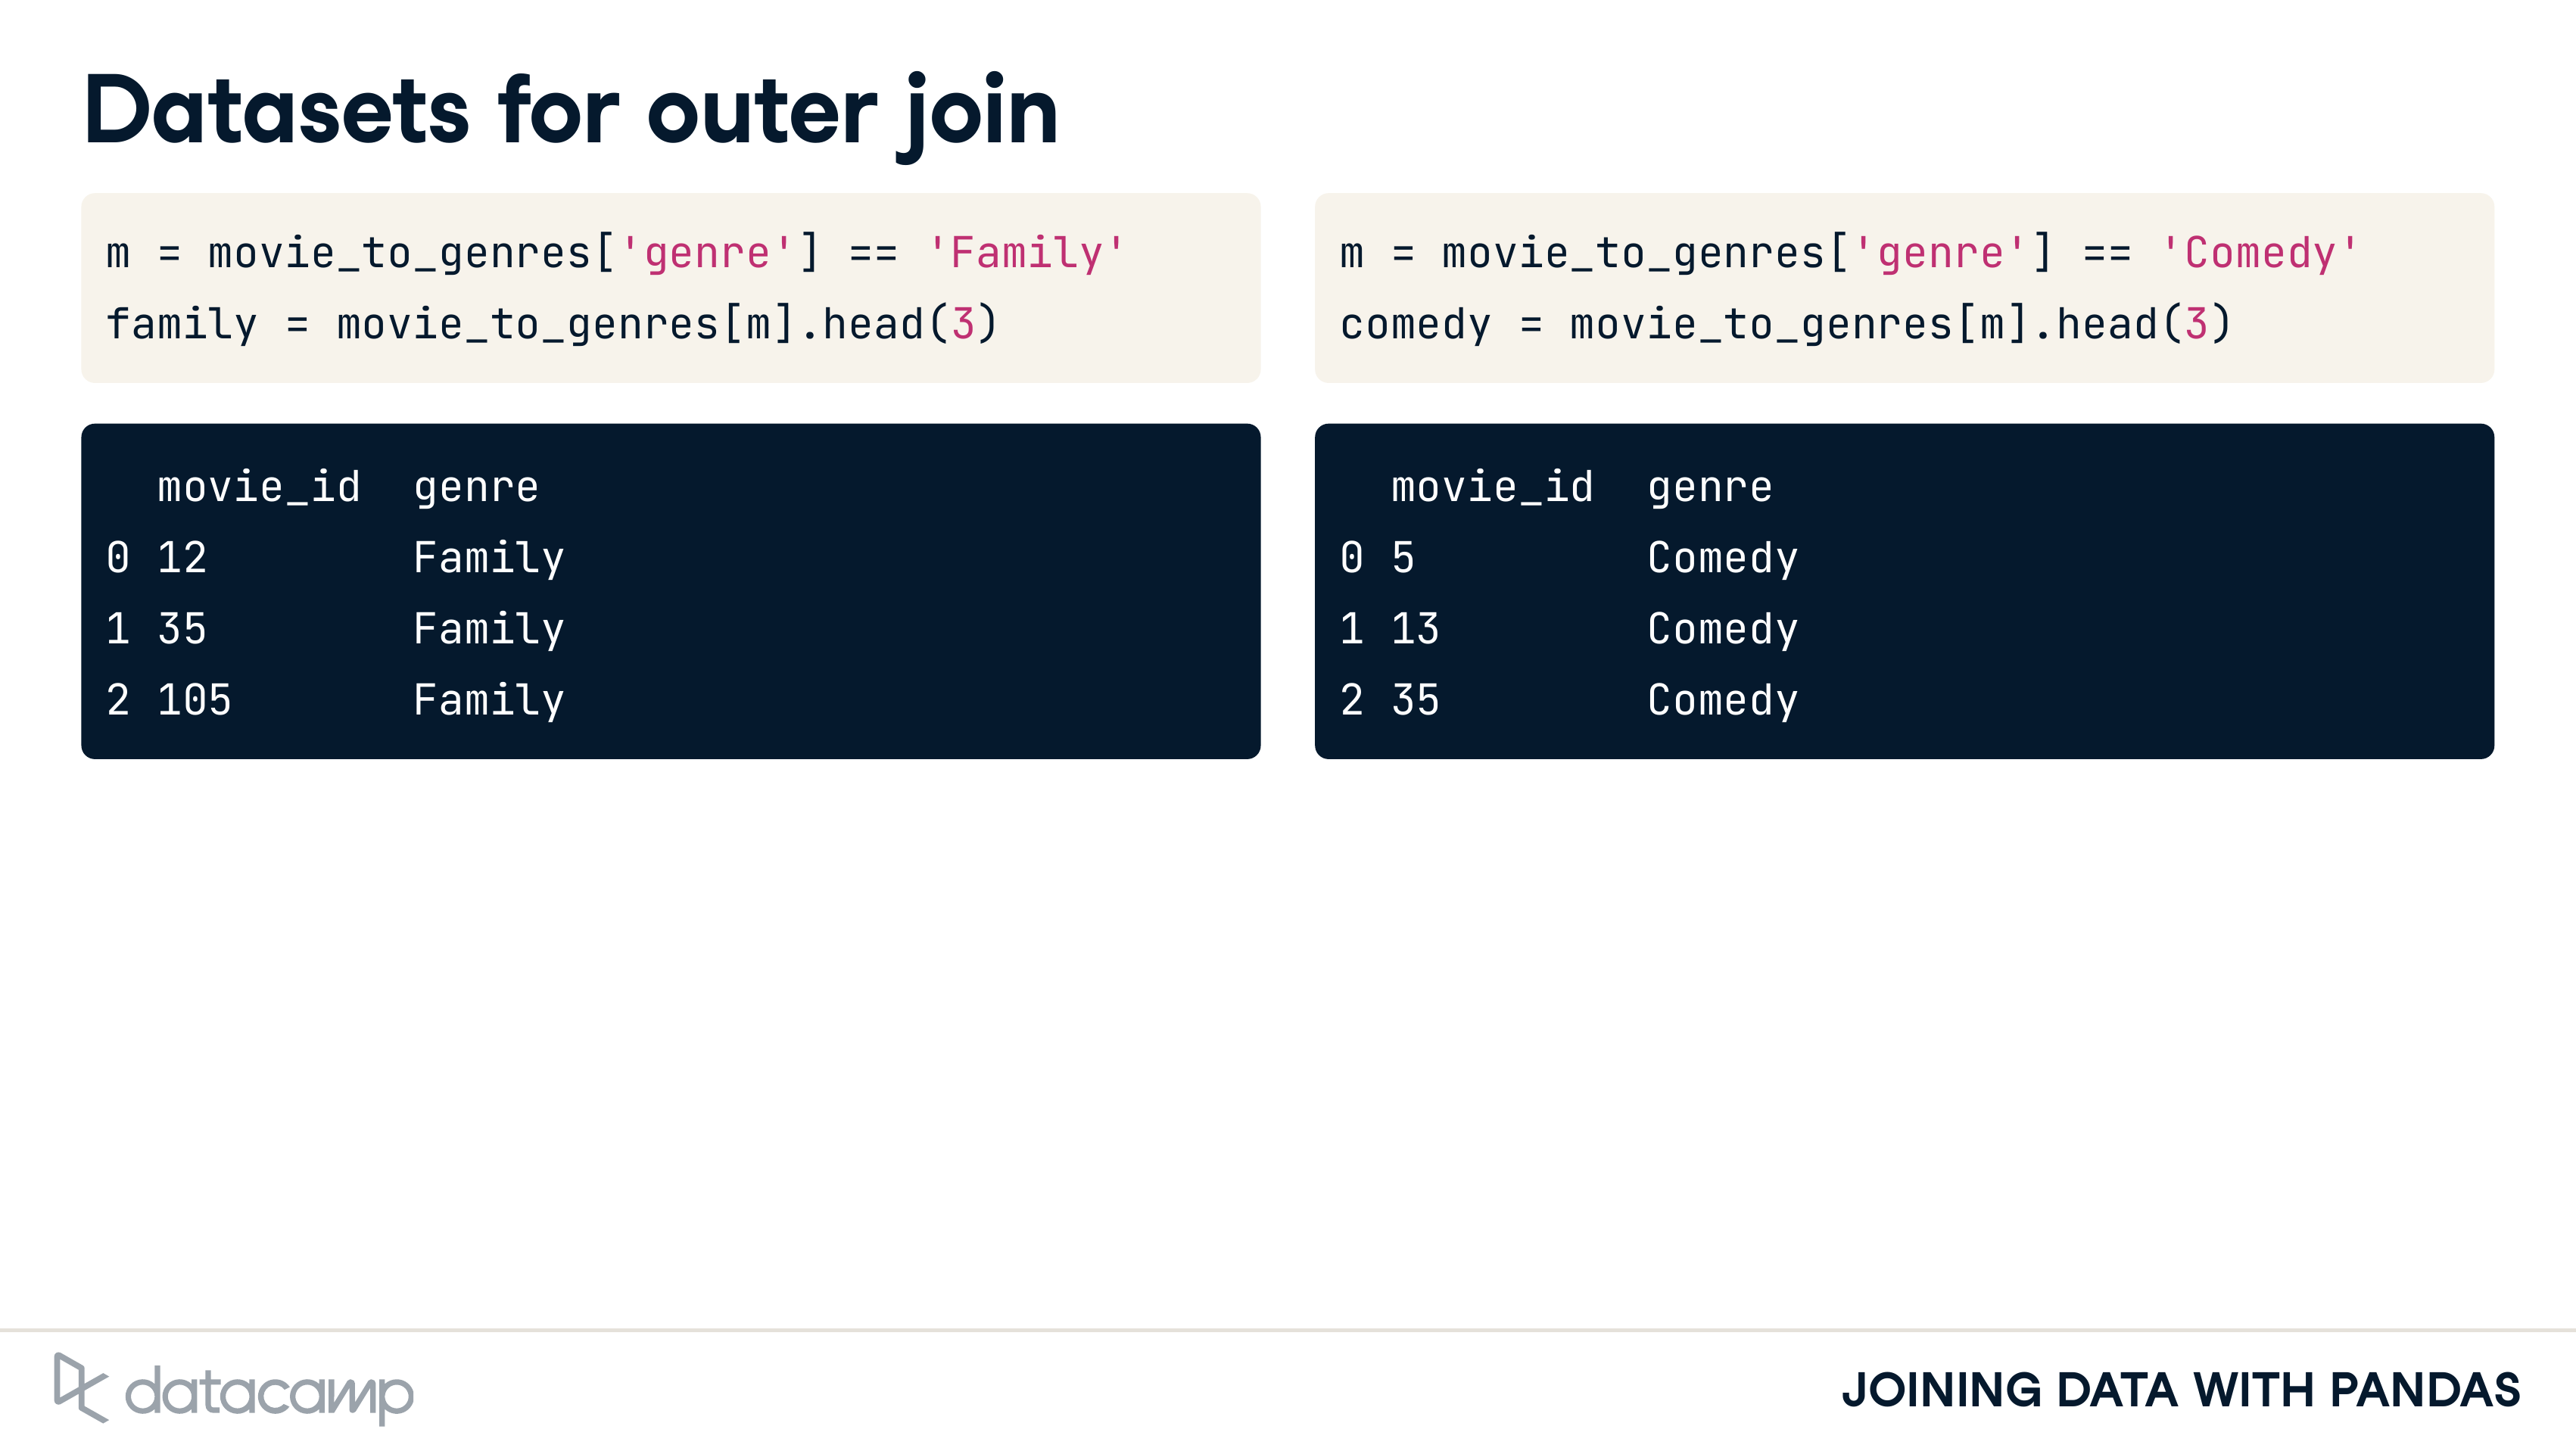 Datasets for outer join
m = movie_to_genres['genre'] == 'Family'
family = movie_to_genres[m].head(3)
  movie_id  genre
0 12        Family
1 35        Family
2 105       Family
m = movie_to_genres['genre'] == 'Comedy'
comedy = movie_to_genres[m].head(3)
  movie_id  genre
0 5         Comedy
1 13        Comedy
2 35        Comedy
datacamp
JOINING DATA WITH PANDAS